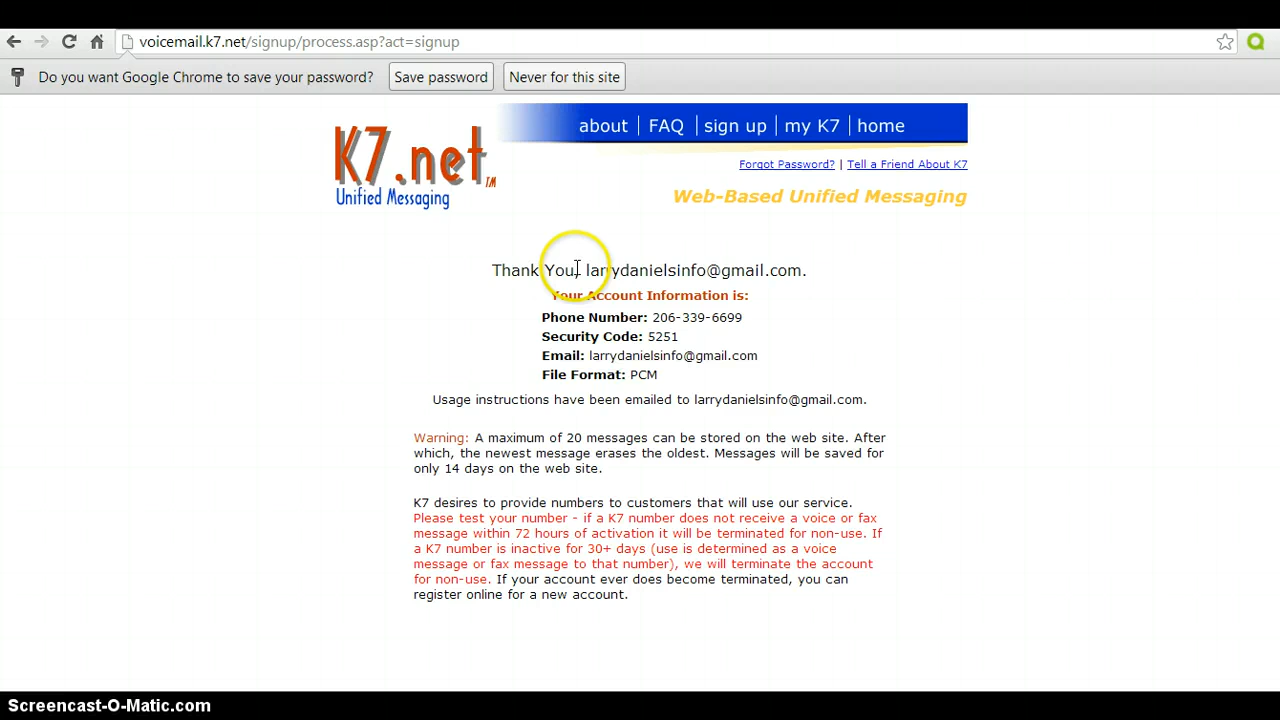 voicemail.k7.net/signup/process.asp?act=signup
Do you want Google Chrome to save your password? Save password Never for this site
about | FAQ | sign up | my K7 | home
K7.net TM
Unified Messaging
Forgot Password? | Tell a Friend About K7
Web-Based Unified Messaging
Thank You, larrydanielsinfo@gmail.com.
Your Account Information is:
Phone Number: 206-339-6699
Security Code: 5251
Email: larrydanielsinfo@gmail.com
File Format: PCM
Usage instructions have been emailed to larrydanielsinfo@gmail.com.
Warning: A maximum of 20 messages can be stored on the web site. After
which, the newest message erases the oldest. Messages will be saved for
only 14 days on the web site.
K7 desires to provide numbers to customers that will use our service.
Please test your number - if a K7 number does not receive a voice or fax
message within 72 hours of activation it will be terminated for non-use. If
a K7 number is inactive for 30+ days (use is determined as a voice
message or fax message to that number), we will terminate the account
for non-use. If your account ever does become terminated, you can
register online for a new account.
Screencast-O-Matic.com